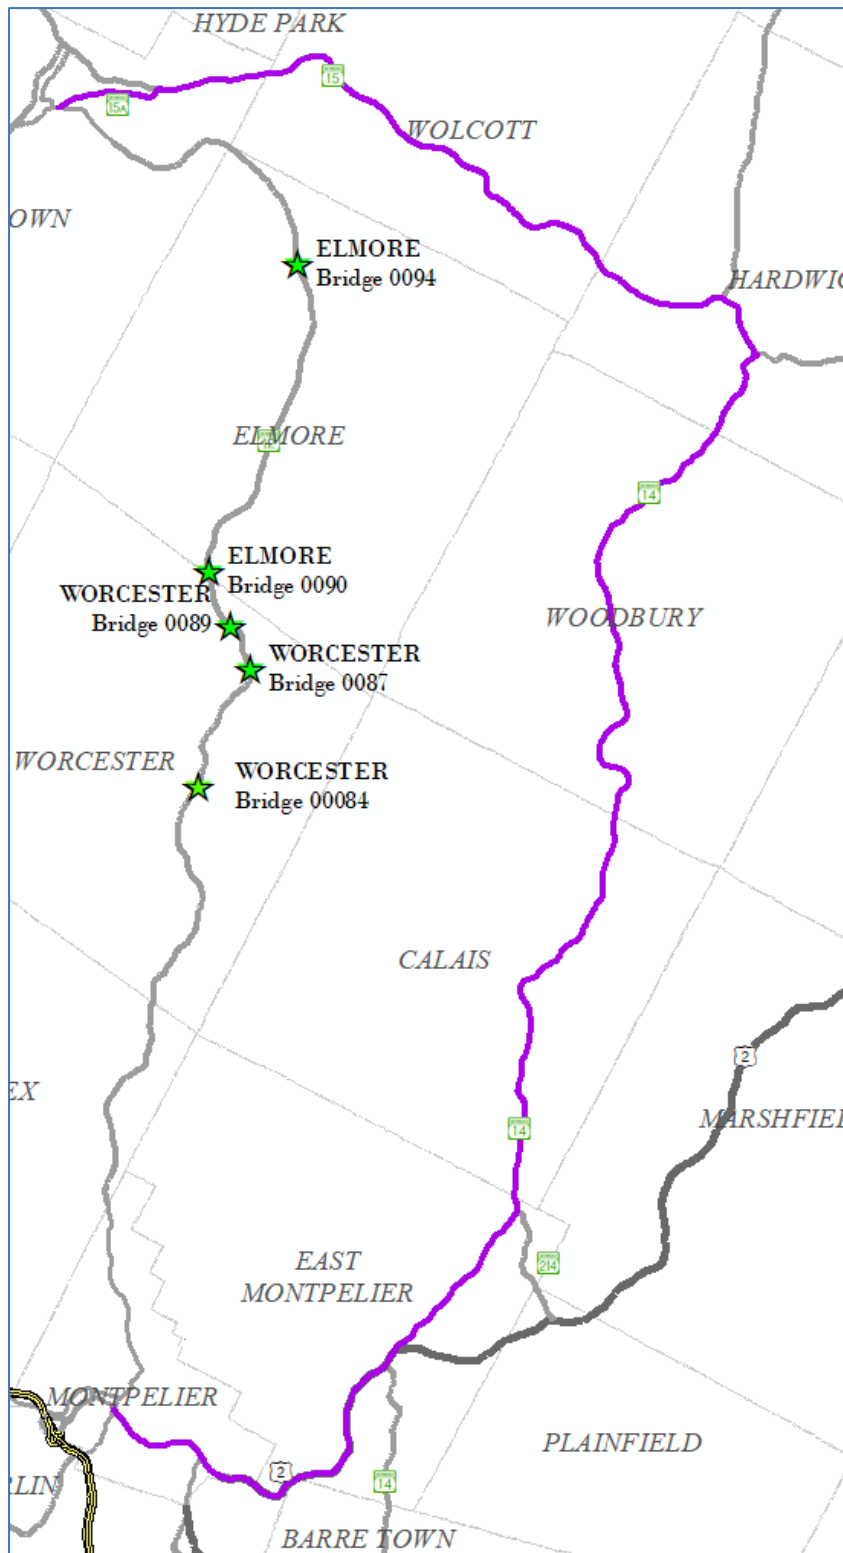 HYDE PARK
15
15A
WOLCOTT
OWN
ELMORE
Bridge 0094
HARDWIC
ELMORE
14
ELMORE
Bridge 0090
WORCESTER
Bridge 0089
WOODBURY
WORCESTER
Bridge 0087
WORCESTER
WORCESTER
Bridge 00084
CALAIS
2
EX
MARSHFIEL
14
EAST
MONTPELIER
214
MONTPELIER
PLAINFIELD
2
RLIN
14
BARRE TOWN